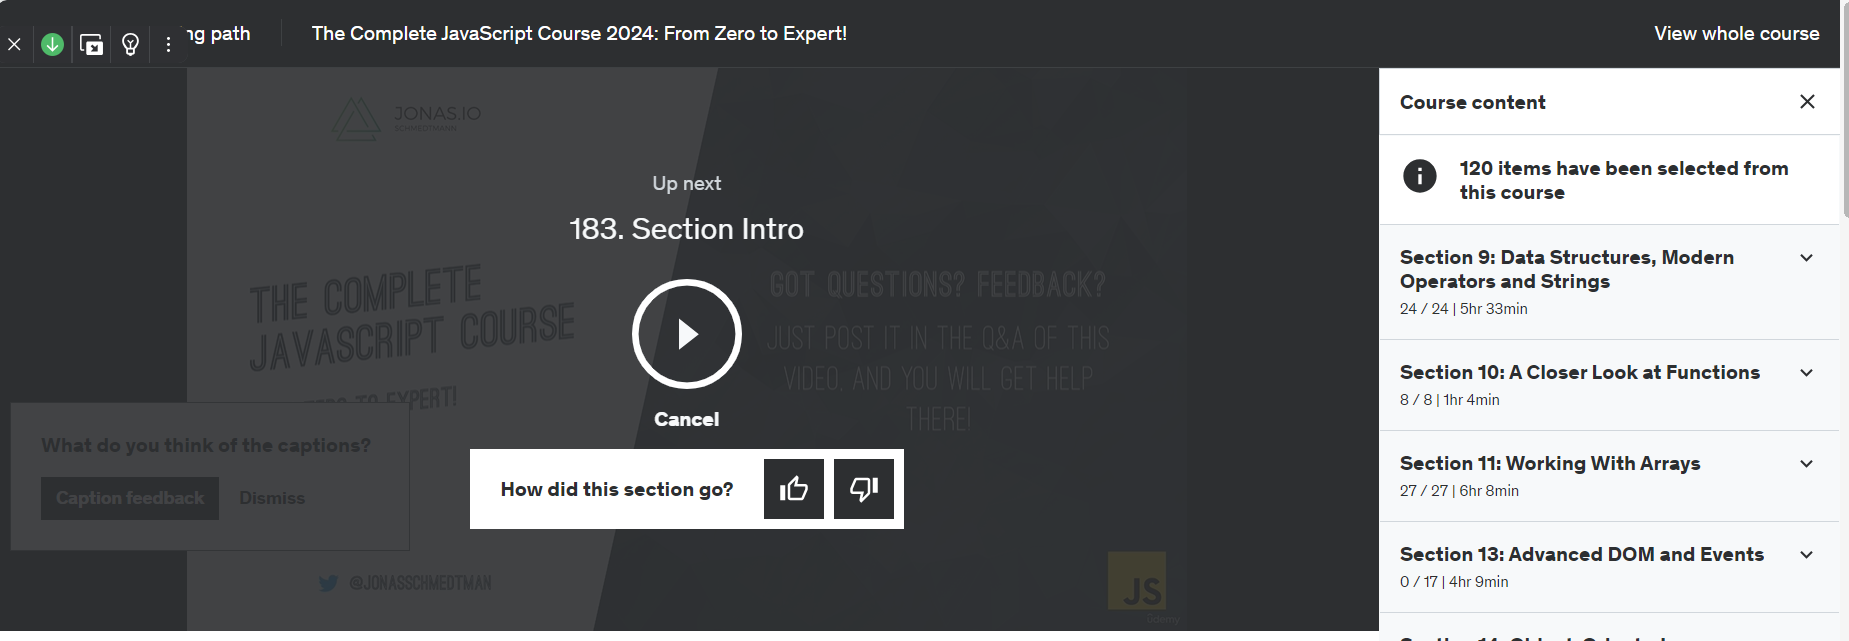 ng path
The Complete JavaScript Course 2024: From Zero to Expert!
View whole course
JONAS.IO
SCHMEDTMANN
Up next
183. Section Intro
THE COMPLETE
JAVASCRIPT COURSE
TO EXPERT!
GOT QUESTIONS? FEEDBACK?
JUST POST IT IN THE Q&A OF THIS
VIDEO, AND YOU WILL GET HELP
THERE!
Cancel
What do you think of the captions?
Caption feedback
Dismiss
How did this section go?
@JONASSCHMEDTMAN
JS
udemy
Course content
120 items have been selected from
this course
Section 9: Data Structures, Modern
Operators and Strings
24 / 24 | 5hr 33min
Section 10: A Closer Look at Functions
8 / 8 | 1hr 4min
Section 11: Working With Arrays
27 / 27 | 6hr 8min
Section 13: Advanced DOM and Events
0 / 17 | 4hr 9min